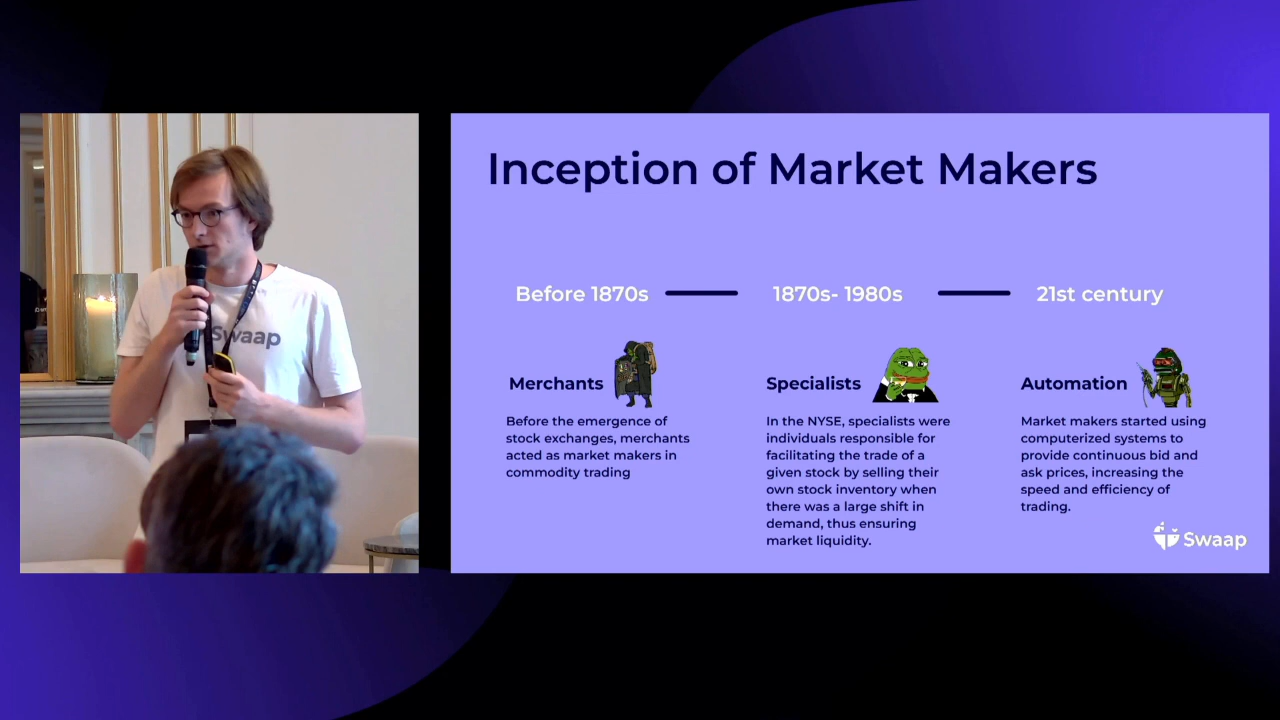 Inception of Market Makers
Before 1870s
1870s- 1980s
21st century
Merchants
Before the emergence of
stock exchanges, merchants
acted as market makers in
commodity trading
Specialists
In the NYSE, specialists were
individuals responsible for
facilitating the trade of a
given stock by selling their
own stock inventory when
there was a large shift in
demand, thus ensuring
market liquidity.
Automation
Market makers started using
computerized systems to
provide continuous bid and
ask prices, increasing the
speed and efficiency of
trading.
Swaap
Swaap